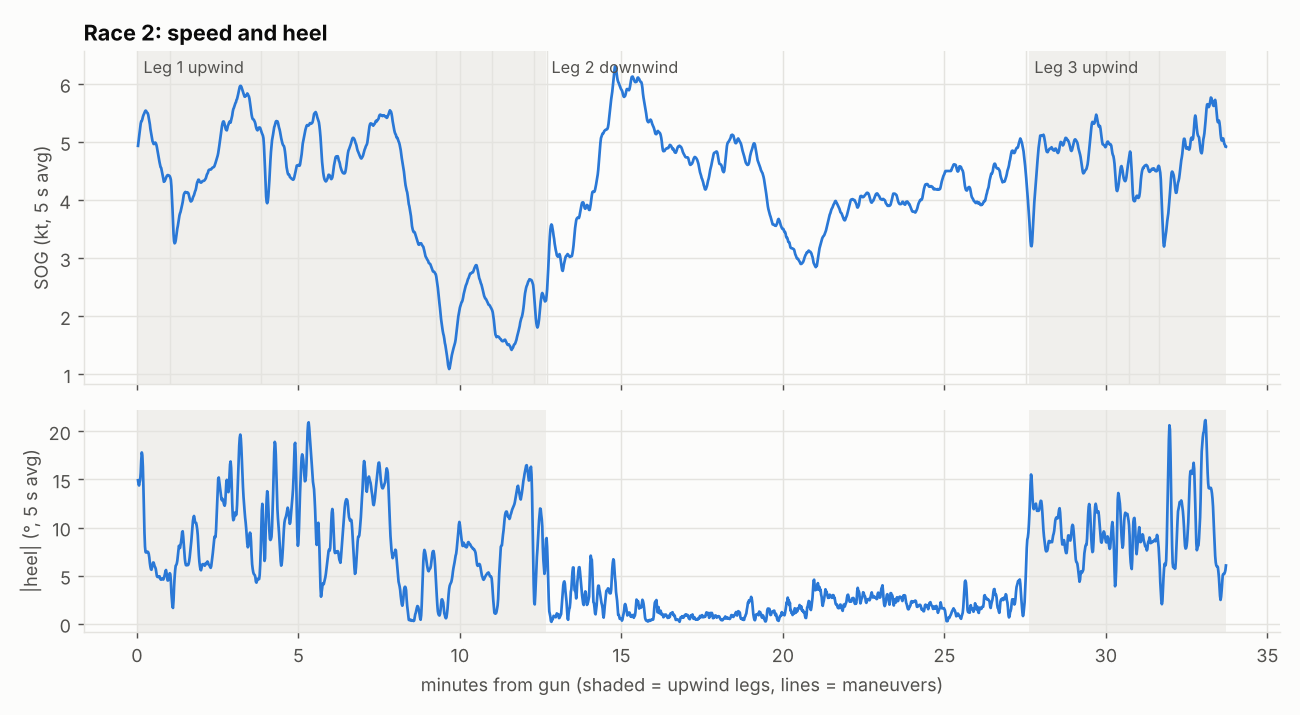 Race 2: speed and heel
Leg 1 upwind
Leg 2 downwind
Leg 3 upwind
6
5
4
3
2
1
SOG (kt, 5 s avg)
20
15
10
5
0
|heel| (°, 5 s avg)
0 5 10 15 20 25 30 35
minutes from gun (shaded = upwind legs, lines = maneuvers)